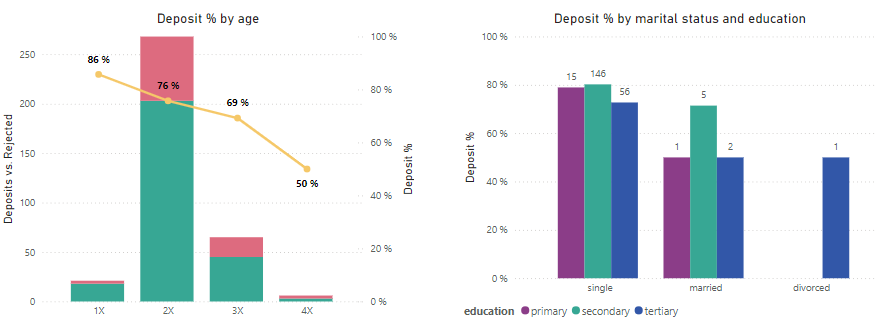 Deposit % by age
Deposits vs. Rejected
250
200
150
100
50
0
86 %
76 %
69 %
50 %
100 %
80 %
60 %
40 %
20 %
0 %
Deposit %
1X 2X 3X 4X
Deposit % by marital status and education
Deposit %
100 %
80 %
60 %
40 %
20 %
0 %
15 146 56
1 5 2
1
single married divorced
education primary secondary tertiary